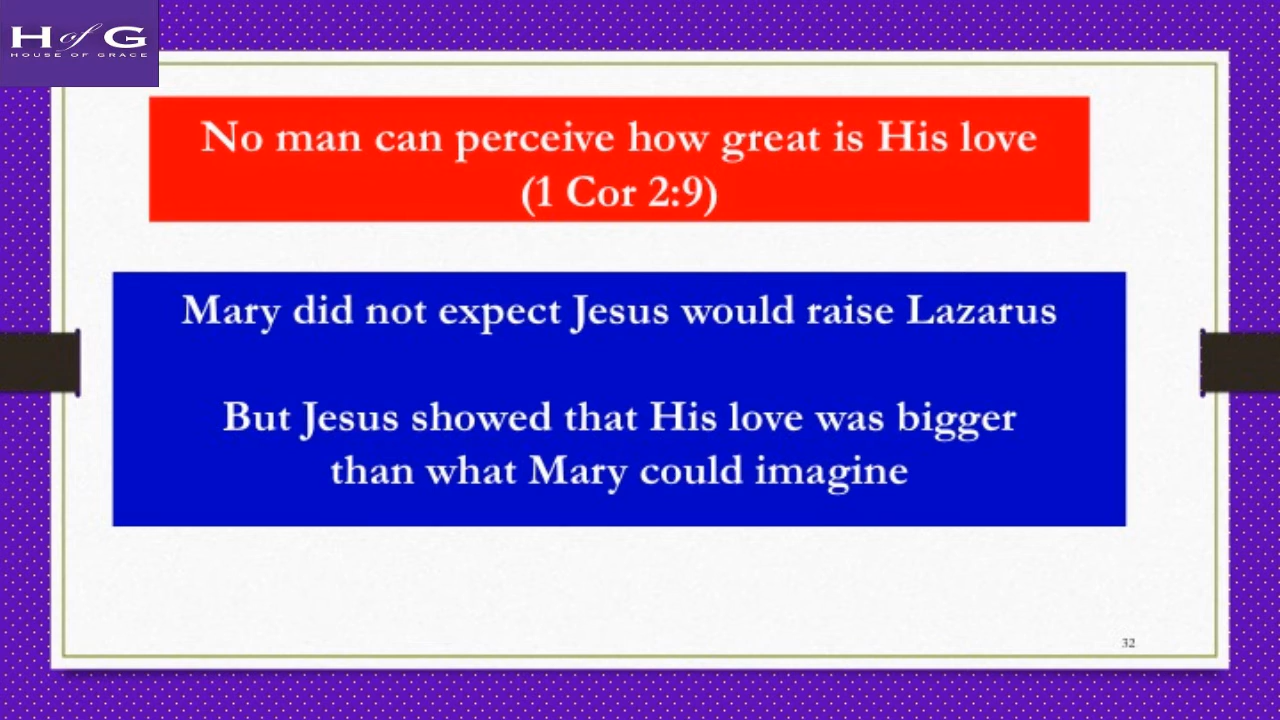 H of G
HOUSE OF GRACE
No man can perceive how great is His love
(1 Cor 2:9)
Mary did not expect Jesus would raise Lazarus
But Jesus showed that His love was bigger
than what Mary could imagine
32